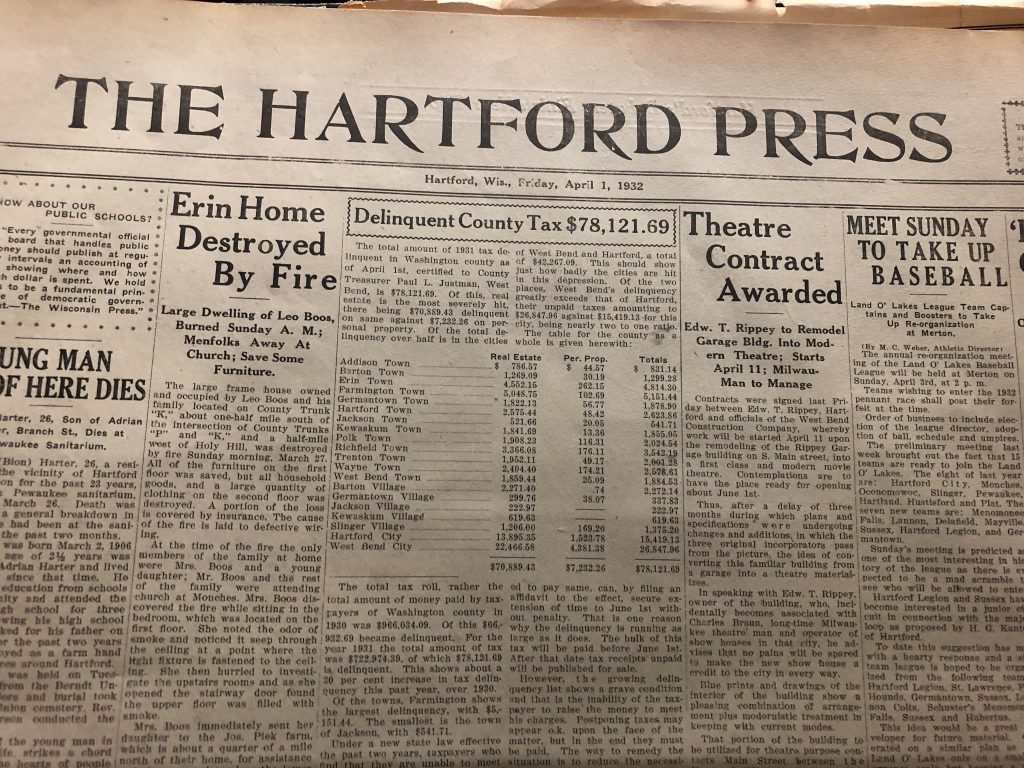 THE HARTFORD PRESS
Hartford, Wis., Friday, April 1, 1932
HOW ABOUT OUR
PUBLIC SCHOOLS?
"Every governmental official
board that handles public
money should publish at regu-
intervals an accounting of
showing where and how
dollar is spent. We hold
to be a fundamental prin-
of democratic govern-
The Wisconsin Press."
UNG MAN
OF HERE DIES
Harter, 26, Son of Adrian
Branch St., Dies at
waukee Sanitarium.
(Bion) Harter, 26, a resi-
the vicinity of Hartford
on for the past 23 years,
Pewaukee sanitarium,
March 26. Death was
a general breakdown in
had been at the sani-
the past two months.
was born March 2, 1906
age of 2½ years was
Adrian Harter and lived
since that time. He
education from schools
and attended the
gh school for three
wing his high school
ked for his father on
the past two years
oyed as a farm hand
ees around Hartford.
was held on Tues-
from the Berndt Un-
ors and burial took
Union cemetery. Rev.
rson conducted the
the young man in
strikes a chord
hearts of people
Erin Home
Destroyed
By Fire
Large Dwelling of Leo Boos,
Burned Sunday A. M.;
Menfolks Away At
Church; Save Some
Furniture.
The large frame house owned
and occupied by Leo Boos and his
family located on County Trunk
"K," about one-half mile south of
the intersection of County Trunks
"P" and "K," and a half-mile
west of Holy Hill, was destroyed
by fire Sunday morning, March 27.
All of the furniture on the first
floor was saved, but all household
goods, and a large quantity of
clothing on the second floor was
destroyed. A portion of the loss
is covered by insurance. The cause
of the fire is laid to defective wir-
ing.
At the time of the fire the only
members of the family at home
were Mrs. Boos and a young
daughter; Mr. Boos and the rest
of the family were attending
church at Monches. Mrs. Boos dis-
covered the fire while sitting in the
bedroom, which was located on the
first floor. She noted the odor of
smoke and noticed it seep through
the ceiling at a point where the
light fixture is fastened to the ceil-
ing. She then hurried to investi-
gate the upstairs rooms and as she
opened the stairway door found
the upper floor was filled with
smoke.
Mrs. Boos immediately sent her
daughter to the Jos. Piek farm,
which is about a quarter of a mile
north of their home, for assistance
Delinquent County Tax $78,121.69
The total amount of 1931 tax de-
linquent in Washington county as
of April 1st, certified to County
Treasurer Paul L. Justman, West
Bend, is $78,121.69. Of this, real
estate is the most severely hit,
there being $70,889.43 delinquent
on same against $7,232.26 on per-
sonal property. Of the total de-
linquency over half is in the cities
of West Bend and Hartford, a total
of $42,267.09. This should show
just how badly the cities are hit
in this depression. Of the two
places, West Bend's delinquency
greatly exceeds that of Hartford,
their unpaid taxes amounting to
$26,847.96 against $15,419.13 for this
city, being nearly two to one ratio.
The table for the county as a
whole is given herewith:
Real Estate Per. Prop. Totals
Addison Town $ 786.57 $ 44.57 $ 831.14
Barton Town 1,269.09 30.19 1,299.28
Erin Town 4,552.15 262.15 4,814.30
Farmington Town 5,048.75 102.69 5,151.44
Germantown Town 1,822.13 56.77 1,878.90
Hartford Town 2,575.44 48.42 2,623.86
Jackson Town 521.66 20.05 541.71
Kewaskum Town 1,841.69 13.36 1,855.05
Polk Town 1,908.23 116.31 2,024.54
Richfield Town 3,366.08 176.11 3,542.19
Trenton Town 1,952.11 49.17 2,001.28
Wayne Town 2,404.40 174.21 2,578.61
West Bend Town 1,859.44 25.09 1,884.53
Barton Village 2,271.40 .74 2,272.14
Germantown Village 299.76 38.07 337.83
Jackson Village 222.97 222.97
Kewaskum Village 619.63 619.63
Slinger Village 1,206.00 169.20 1,375.20
Hartford City 13,895.35 1,523.78 15,419.13
West Bend City 22,466.58 4,381.38 26,847.96
$70,889.43 $7,232.26 $78,121.69
The total tax roll, rather the
total amount of money paid by tax-
payers of Washington county in
1930 was $966,034.09. Of this $66,-
932.69 became delinquent. For the
year 1931 the total amount of tax
was $722,974.39, of which $78,121.69
is delinquent. This shows about a
30 per cent increase in tax delin-
quency this past year, over 1930.
Of the towns, Farmington shows
the largest delinquency, with $5,-
151.44. The smallest is the town
of Jackson, with $541.71.
Under a new state law effective
the past two years, taxpayers who
find that they are unable to meet
ed to pay same, can, by filing an
affidavit to the effect, secure ex-
tension of time to June 1st with-
out penalty. That is one reason
why the delinquency is running as
large as it does. The bulk of this
tax will be paid before June 1st.
After that date tax receipts unpaid
will be published for sale.
However, the growing delin-
quency list shows a grave condition
and that is the inability of the tax-
payer to raise the money to meet
his charges. Postponing taxes may
appear o.k. upon the face of the
matter, but in the end they must
be paid. The way to remedy the
situation is to reduce the necessi-
Theatre
Contract
Awarded
Edw. T. Rippey to Remodel
Garage Bldg. Into Mod-
ern Theatre; Starts
April 11; Milwau-
Man to Manage
Contracts were signed last Fri-
day between Edw. T. Rippey, Hart-
ford and officials of the West Bend
Construction Company, whereby
work will be started April 11 upon
the remodeling of the Rippey Gar-
age building on S. Main street, into
a first class and modern movie
theatre. Contemplations are to
have the place ready for opening
about June 1st.
Thus, after a delay of three
months during which plans and
specifications were undergoing
changes and additions, in which the
three original incorporators pass
from the picture, the idea of con-
verting this familiar building from
a garage into a theatre material-
izes.
In speaking with Edw. T. Rippey,
owner of the building, who, inci-
dentally becomes associated with
Charles Braun, long-time Milwau-
kee theatre man and operator of
show houses in that city, he ad-
vises that no pains will be spared
to make the new show house a
credit to the city in every way.
Blue prints and drawings of the
interior of the building show a
pleasing combination of arrange-
ment plus modernistic treatment in
keeping with current modes.
That portion of the building to
be utilized for theatre purpose con-
tacts Main street between the
MEET SUNDAY
TO TAKE UP
BASEBALL
Land O' Lakes League Team Cap-
tains and Boosters to Take
Up Re-organization
at Merton.
(By M. C. Weber, Athletic Director)
The annual re-organization meet-
ing of the Land O' Lakes Baseball
League will be held at Merton on
Sunday, April 3rd, at 2 p. m.
Teams wishing to enter the 1932
pennant race shall post their for-
feit at the time.
Order of business to include elec-
tion of the league director, adop-
tion of ball, schedule and umpires.
The preliminary meeting last
week brought out the fact that 15
teams are ready to join the Land
O' Lakes. The eight of last year
are: Hartford City, Monches,
Oconomowoc, Slinger, Pewaukee,
Hartland, Hustisford and Flat. The
seven new teams are: Menomonee
Falls, Lannon, Delafield, Mayville,
Sussex, Hartford Legion, and Ger-
mantown.
Sunday's meeting is predicted as
one of the most interesting in his-
tory of the league as there is ex-
pected to be a mad scramble to
see who will be allowed to enter.
Hartford Legion and Sussex have
become interested in a junior cir-
cuit in connection with the major
loop as proposed by H. G. Kantz
of Hartford.
To date this suggestion has met
with a hearty response and a
team league is hoped to be organ-
ized from the following teams:
Hartford Legion, St. Lawrence,
Hounds, Germantown, Sussex,
non Colts, Schuster's Menomonee
Falls, Sussex and Hubertus.
This idea would be a great
veloper for future material.
erated on a similar plan as
Land O' Lakes only on a